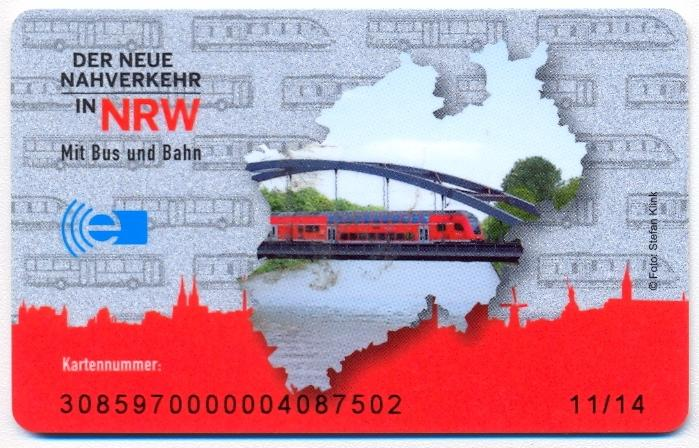 DER NEUE
NAHVERKEHR
IN NRW
Mit Bus und Bahn
e
© Foto: Stefan Klink
Kartennummer:
3085970000004087502
11/14